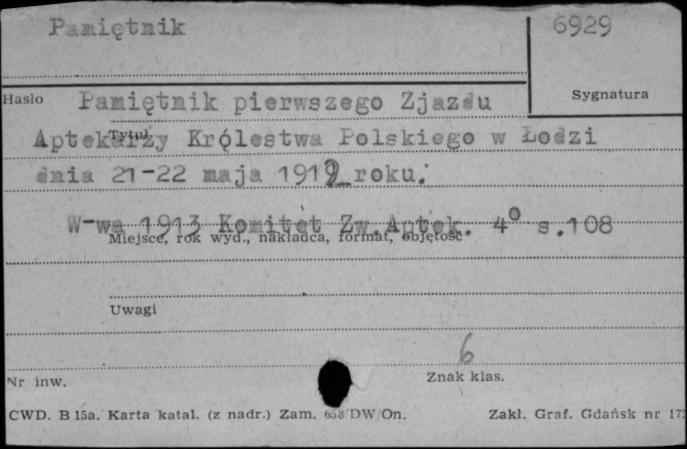 Pamiętnik 6929
Hasło Sygnatura
Pamiętnik pierwszego Zjazdu
Tytuł
Aptekarzy Królestwa Polskiego w Łodzi
dnia 21-22 maja 1912 roku.
W-wa 1913 Komitet Zw.Aptek. 4° s.108
Miejsce, rok wyd., nakładca, format, objętość
Uwagi
6
Nr inw. Znak klas.
CWD. B 15a. Karta katal. (z nadr.) Zam. DW/On. Zakł. Graf. Gdańsk nr